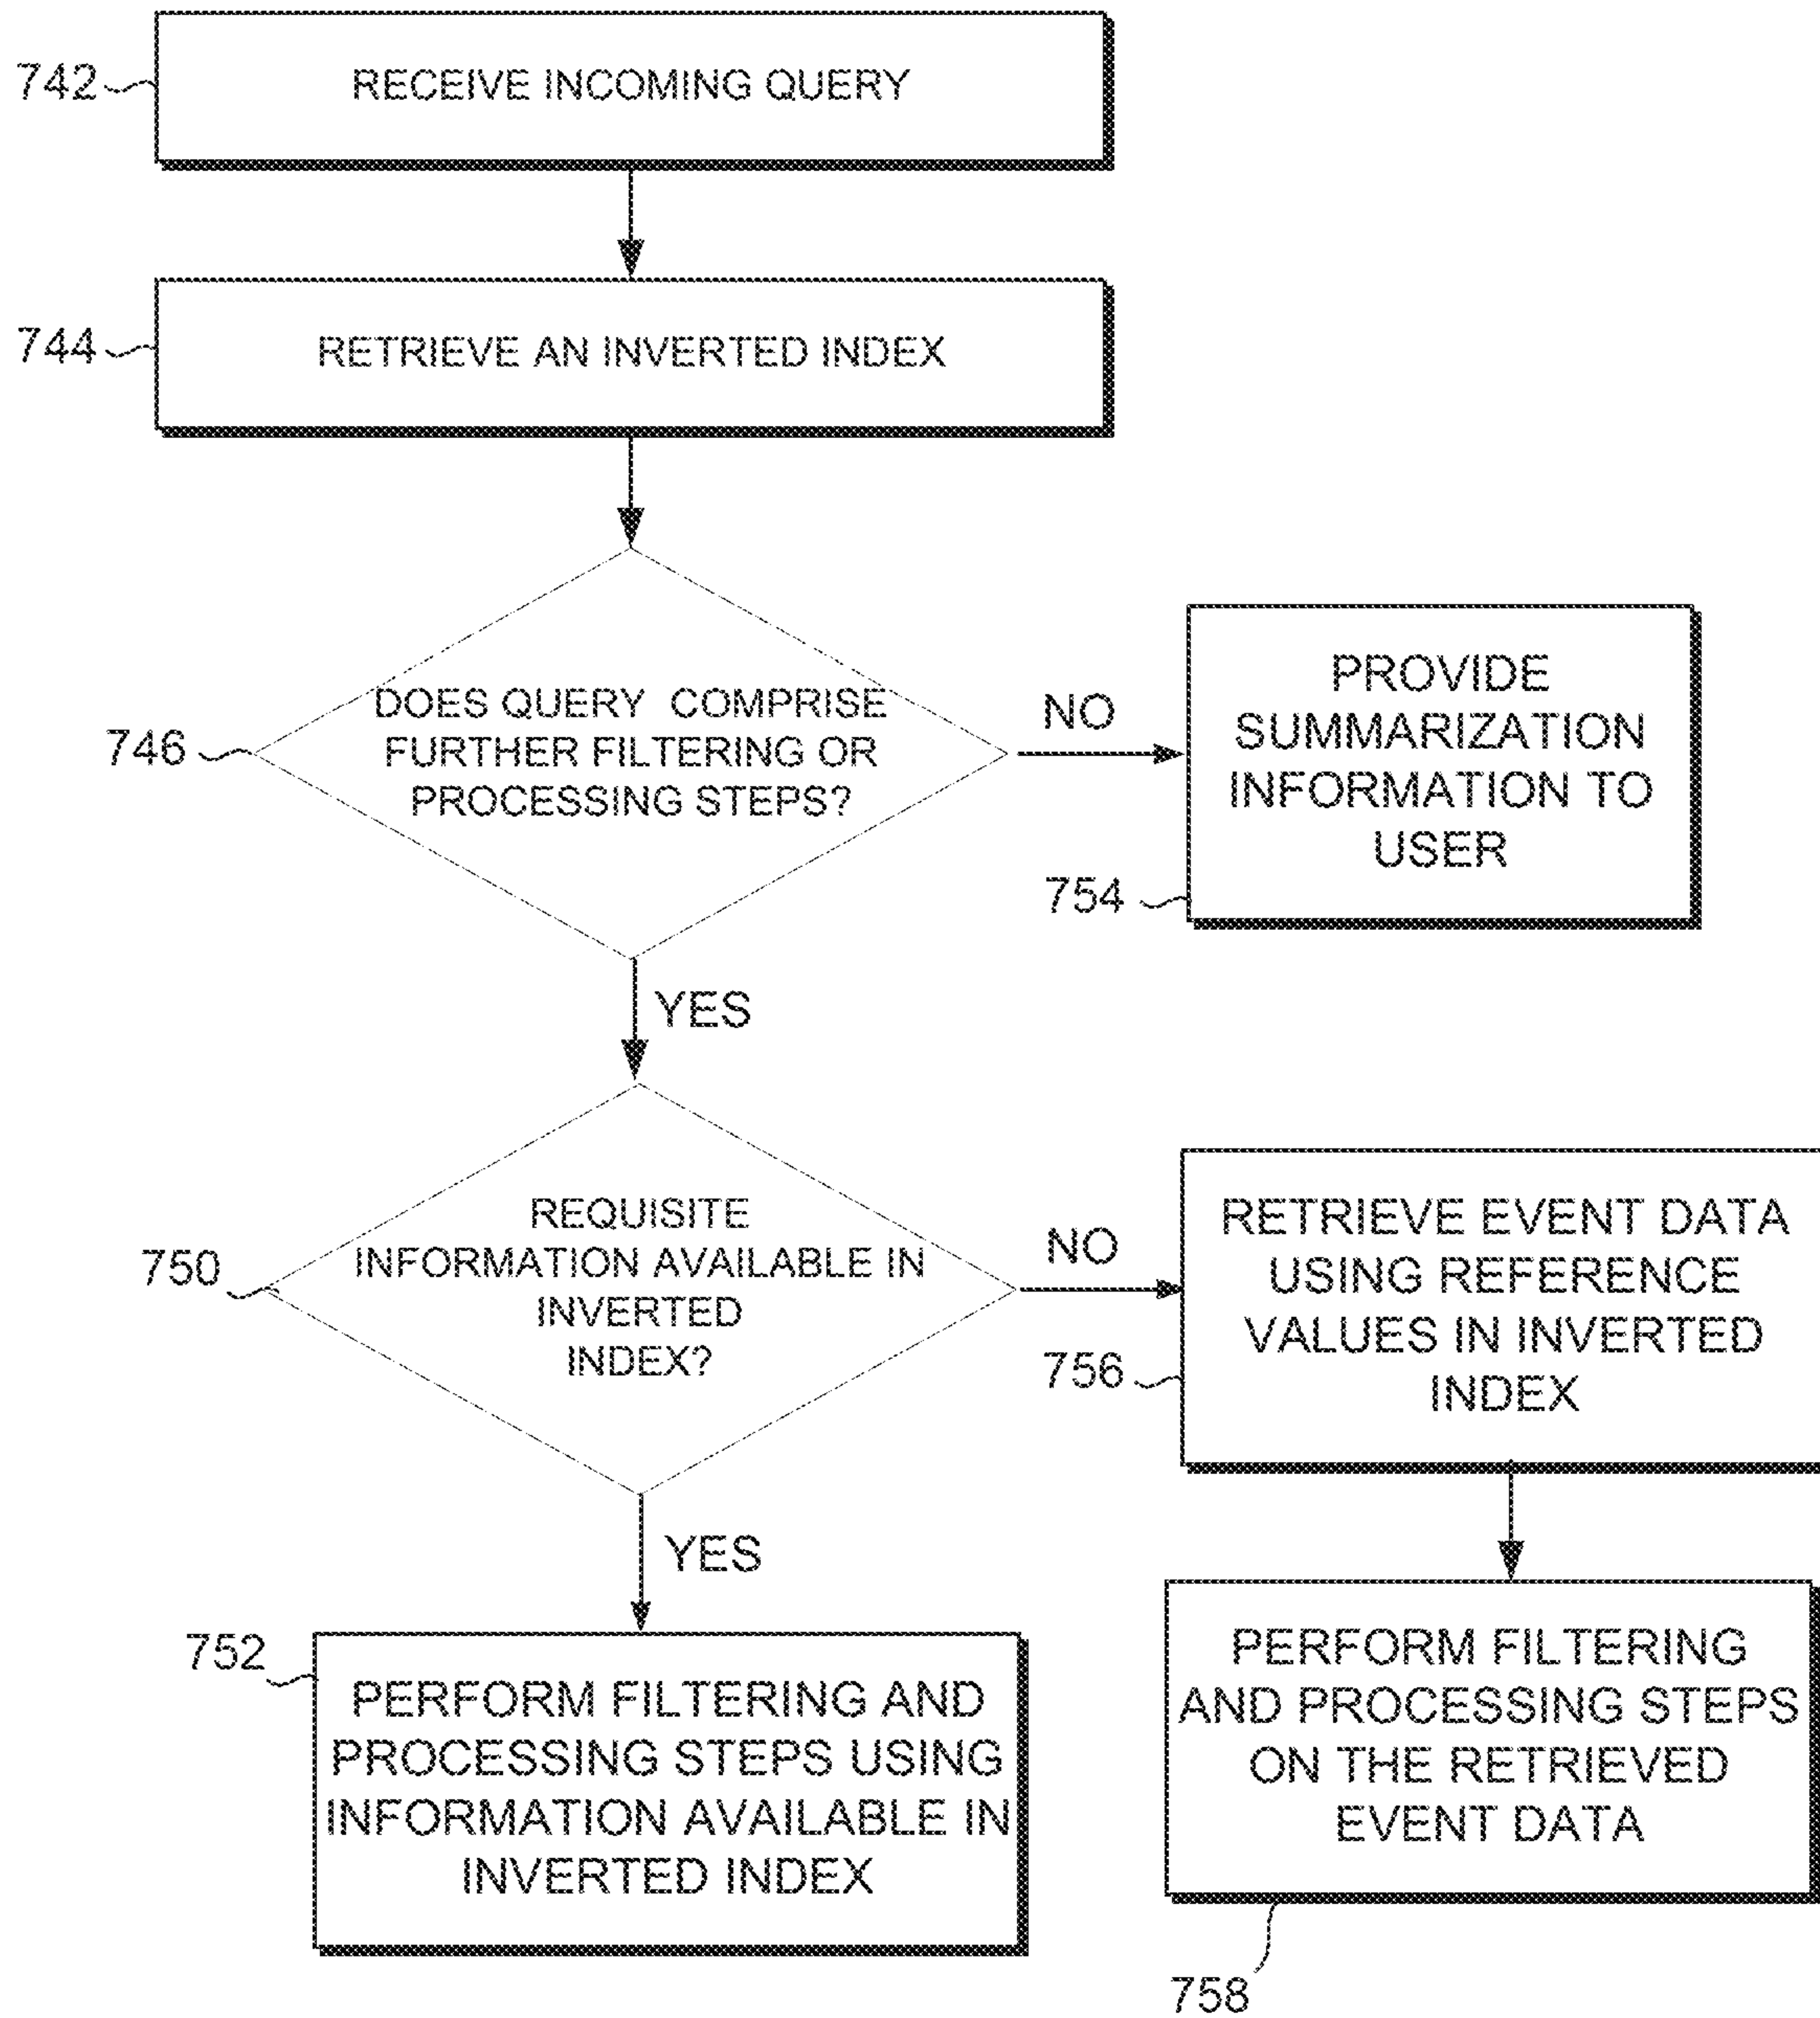 742
RECEIVE INCOMING QUERY
744
RETRIEVE AN INVERTED INDEX
746
DOES QUERY COMPRISE
FURTHER FILTERING OR
PROCESSING STEPS?
NO
PROVIDE
SUMMARIZATION
INFORMATION TO
USER
754
YES
750
REQUISITE
INFORMATION AVAILABLE IN
INVERTED
INDEX?
NO
RETRIEVE EVENT DATA
USING REFERENCE
VALUES IN INVERTED
INDEX
756
YES
752
PERFORM FILTERING AND
PROCESSING STEPS USING
INFORMATION AVAILABLE IN
INVERTED INDEX
PERFORM FILTERING
AND PROCESSING STEPS
ON THE RETRIEVED
EVENT DATA
758